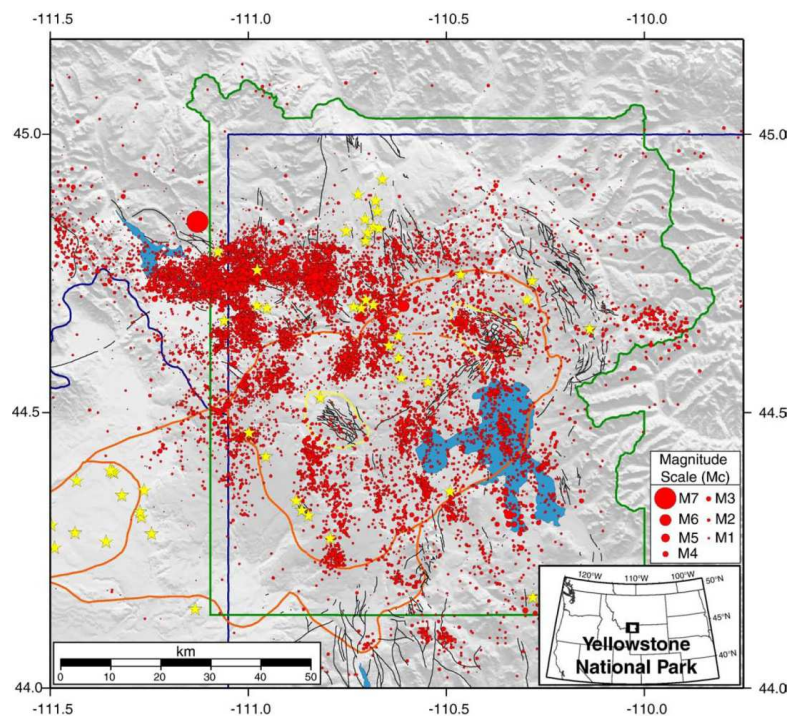 -111.5 -111.0 -110.5 -110.0
45.0 45.0
44.5 44.5
Magnitude
Scale (Mc)
M7 M3
M6 M2
M5 M1
M4
120°W 110°W 100°W 50°N
45°N
40°N
Yellowstone
National Park
km
0 10 20 30 40 50
44.0 44.0
-111.5 -111.0 -110.5 -110.0